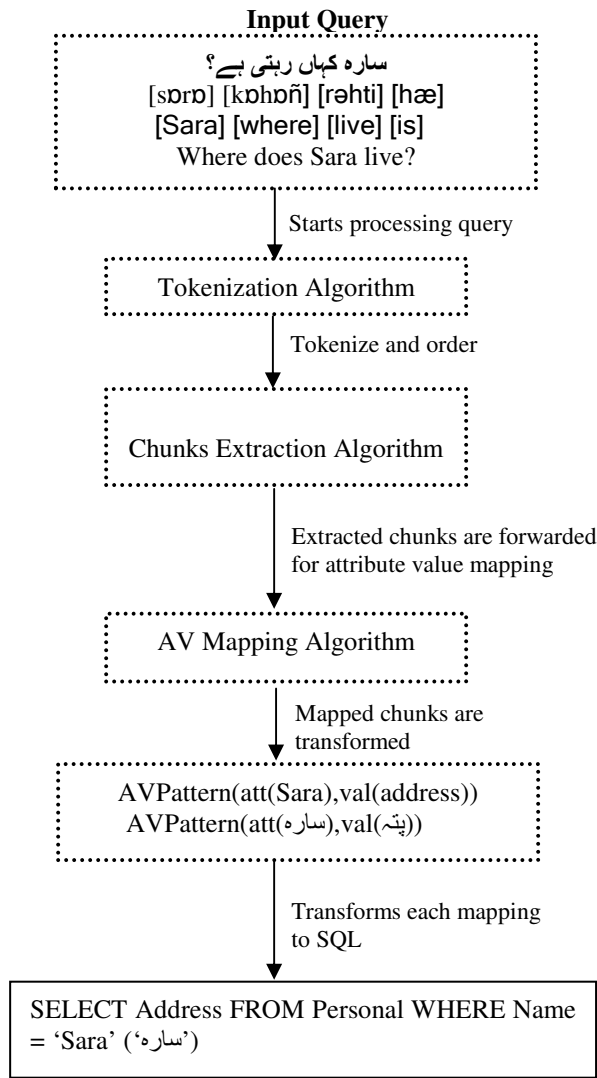 Input Query
سارہ کہاں رہتی ہے؟
[sɒrɒ] [kɒhɒñ] [rəhti] [hæ]
[Sara] [where] [live] [is]
Where does Sara live?
Starts processing query
Tokenization Algorithm
Tokenize and order
Chunks Extraction Algorithm
Extracted chunks are forwarded
for attribute value mapping
AV Mapping Algorithm
Mapped chunks are
transformed
AVPattern(att(Sara),val(address))
AVPattern(att(سارہ),val(پتہ))
Transforms each mapping
to SQL
SELECT Address FROM Personal WHERE Name
= ‘Sara’ (‘سارہ’)